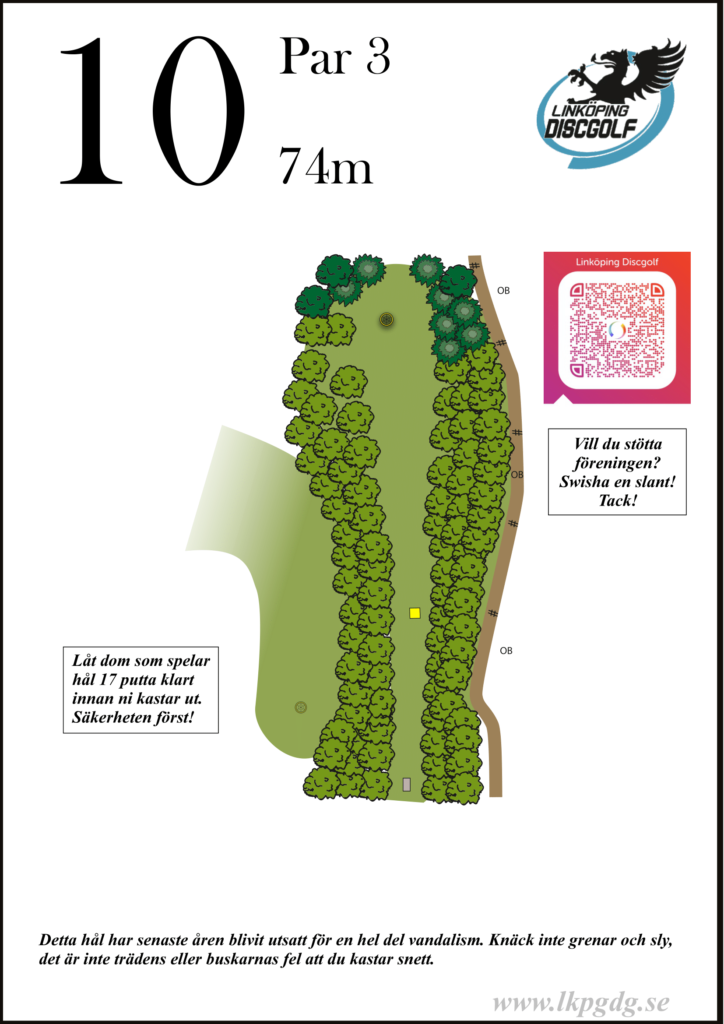 10
Par 3
74m
LINKÖPING
DISCGOLF
Linköping Discgolf
OB
Vill du stötta
föreningen?
Swisha en slant!
Tack!
OB
OB
Låt dom som spelar
hål 17 putta klart
innan ni kastar ut.
Säkerheten först!
Detta hål har senaste åren blivit utsatt för en hel del vandalism. Knäck inte grenar och sly,
det är inte trädens eller buskarnas fel att du kastar snett.
www.lkpgdg.se